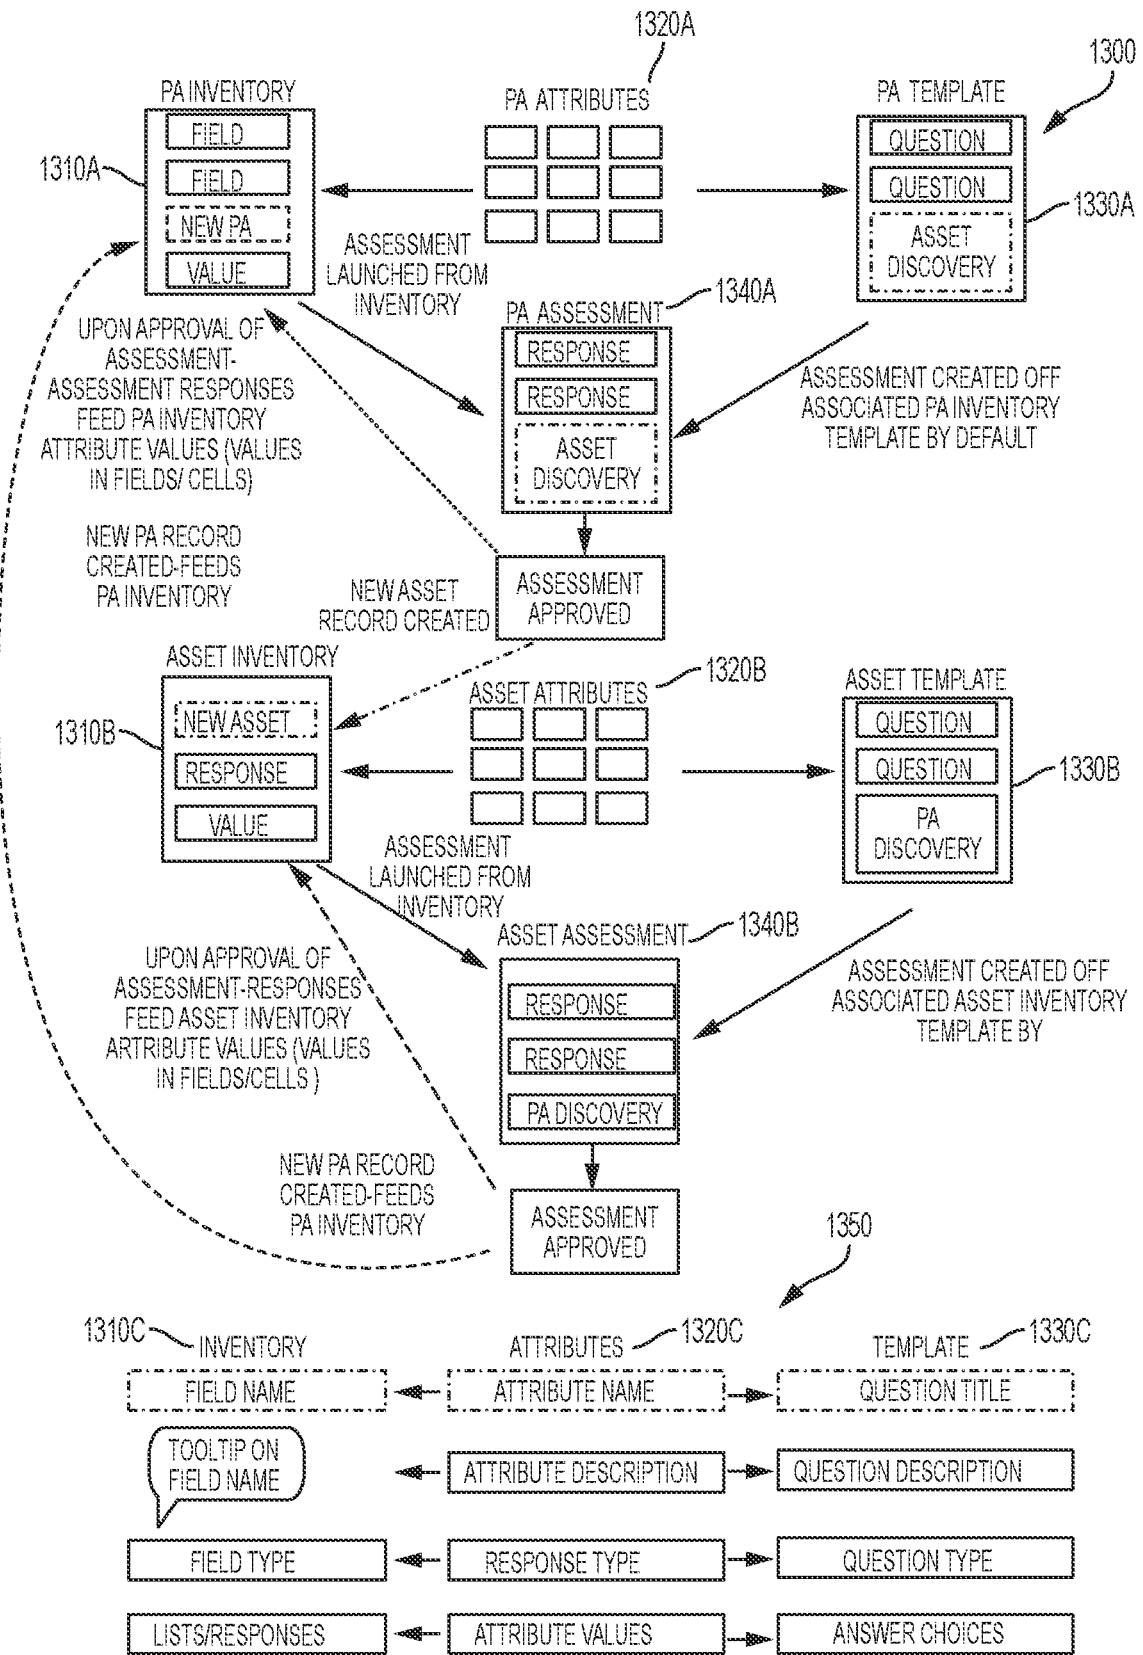 1320A
1300
PA INVENTORY
PA ATTRIBUTES
PA TEMPLATE
FIELD
QUESTION
1310A
FIELD
QUESTION
1330A
NEW PA
ASSET
DISCOVERY
VALUE
ASSESSMENT
LAUNCHED FROM
INVENTORY
1340A
PA ASSESSMENT
UPON APPROVAL OF
ASSESSMENT-
ASSESSMENT RESPONSES
FEED PA INVENTORY
ATTRIBUTE VALUES (VALUES
IN FIELDS/ CELLS)
RESPONSE
RESPONSE
ASSET
DISCOVERY
ASSESSMENT CREATED OFF
ASSOCIATED PA INVENTORY
TEMPLATE BY DEFAULT
NEW PA RECORD
CREATED-FEEDS
PA INVENTORY
NEW ASSET
RECORD CREATED
ASSESSMENT
APPROVED
ASSET INVENTORY
1320B
ASSET ATTRIBUTES
ASSET TEMPLATE
1310B
NEW ASSET
RESPONSE
VALUE
QUESTION
QUESTION
PA
DISCOVERY
1330B
ASSESSMENT
LAUNCHED FROM
INVENTORY
1340B
ASSET ASSESSMENT
UPON APPROVAL OF
ASSESSMENT-RESPONSES
FEED ASSET INVENTORY
ARTRIBUTE VALUES (VALUES
IN FIELDS/CELLS )
RESPONSE
RESPONSE
PA DISCOVERY
ASSESSMENT CREATED OFF
ASSOCIATED ASSET INVENTORY
TEMPLATE BY
NEW PA RECORD
CREATED-FEEDS
PA INVENTORY
ASSESSMENT
APPROVED
1350
1310C
INVENTORY
ATTRIBUTES
1320C
TEMPLATE
1330C
FIELD NAME
ATTRIBUTE NAME
QUESTION TITLE
TOOLTIP ON
FIELD NAME
ATTRIBUTE DESCRIPTION
QUESTION DESCRIPTION
FIELD TYPE
RESPONSE TYPE
QUESTION TYPE
LISTS/RESPONSES
ATTRIBUTE VALUES
ANSWER CHOICES